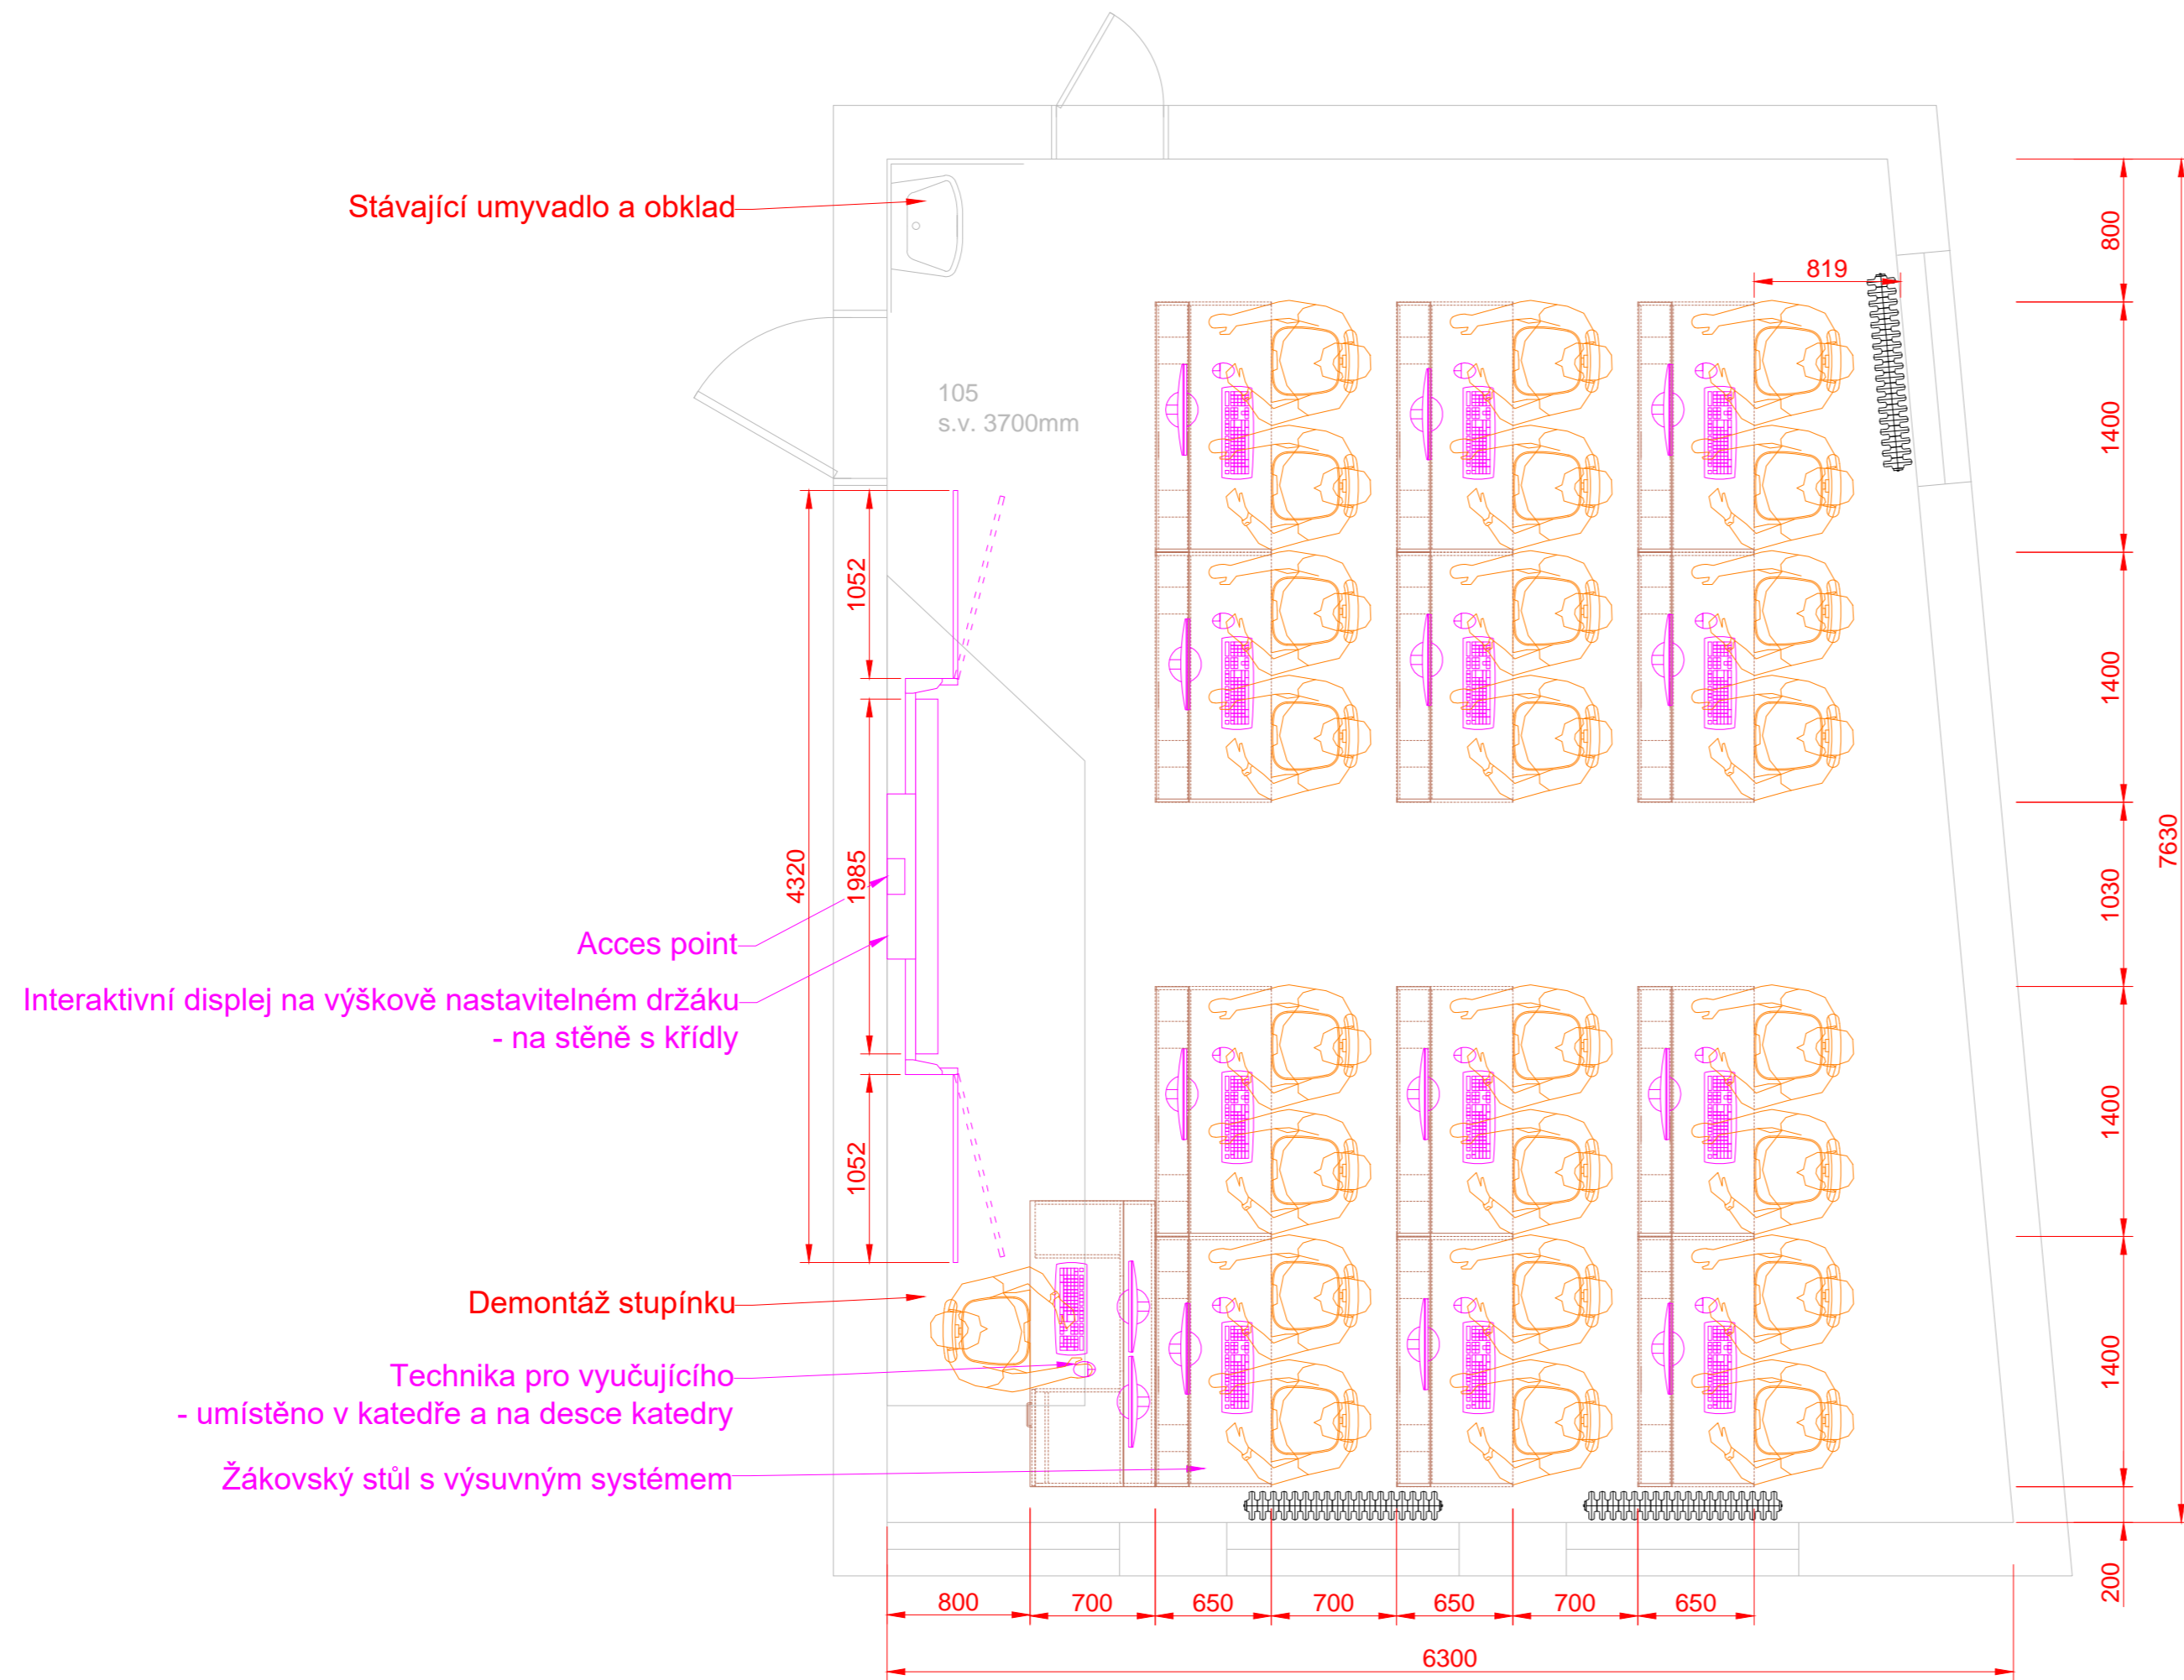 Stávající umyvadlo a obklad
819
800
105
s.v. 3700mm
1400
1052
1400
4320
1985
7630
1030
Acces point
Interaktivní displej na výškově nastavitelném držáku
- na stěně s křídly
1400
1052
Demontáž stupínku
1400
Technika pro vyučujícího
- umístěno v katedře a na desce katedry
Žákovský stůl s výsuvným systémem
200
800
700
650
700
650
700
650
6300